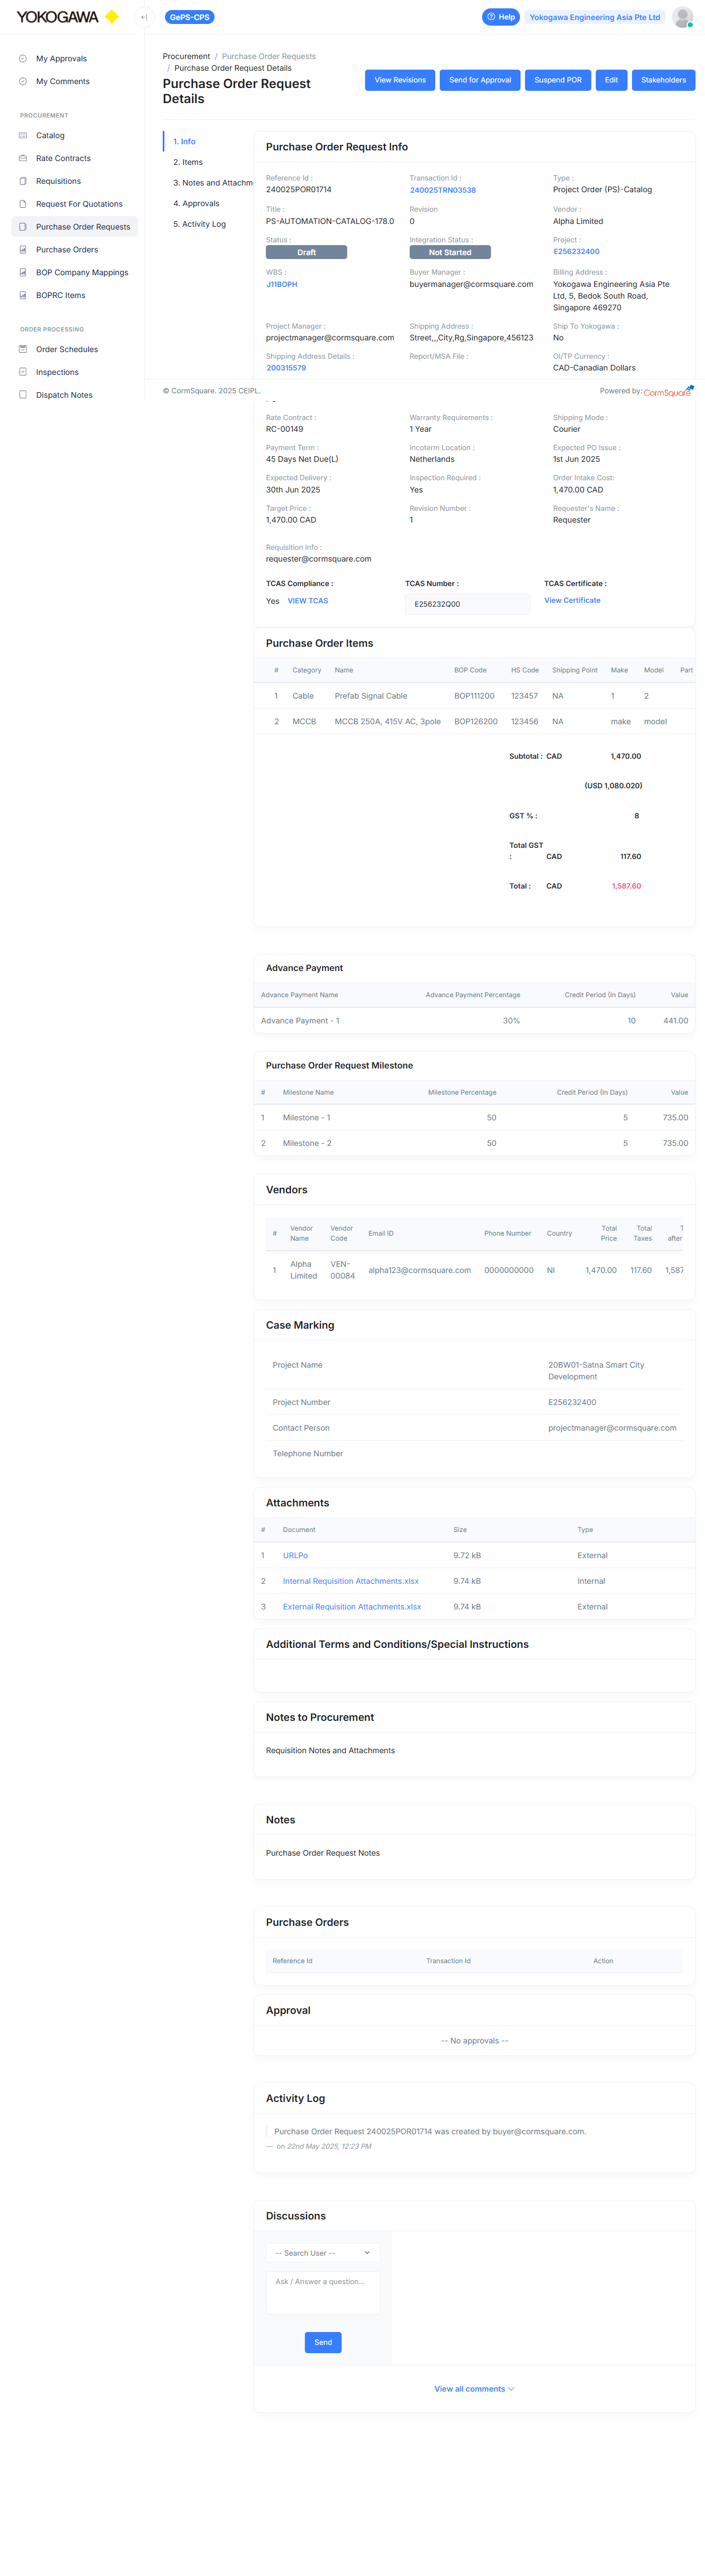 YOKOGAWA
GePS-CPS
Help
Yokogawa Engineering Asia Pte Ltd
My Approvals
My Comments
PROCUREMENT
Catalog
Rate Contracts
Requisitions
Request For Quotations
Purchase Order Requests
Purchase Orders
BOP Company Mappings
BOPRC Items
ORDER PROCESSING
Order Schedules
Inspections
Dispatch Notes
Procurement / Purchase Order Requests
/ Purchase Order Request Details
Purchase Order Request
Details
View Revisions
Send for Approval
Suspend POR
Edit
Stakeholders
1. Info
2. Items
3. Notes and Attachm
4. Approvals
5. Activity Log
Purchase Order Request Info
Reference Id : Transaction Id : Type :
240025POR01714 240025TRN03538 Project Order (PS)-Catalog
Title : Revision Vendor :
PS-AUTOMATION-CATALOG-178.0 0 Alpha Limited
Status : Integration Status : Project :
Draft Not Started E256232400
WBS : Buyer Manager : Billing Address :
J11BOPH buyermanager@cormsquare.com Yokogawa Engineering Asia Pte
Ltd, 5, Bedok South Road,
Singapore 469270
Project Manager : Shipping Address : Ship To Yokogawa :
projectmanager@cormsquare.com Street,,,City,Rg,Singapore,456123 No
Shipping Address Details : Report/MSA File : OI/TP Currency :
200315579 CAD-Canadian Dollars
© CormSquare. 2025 CEIPL. Powered by: CormSquare
Rate Contract : Warranty Requirements : Shipping Mode :
RC-00149 1 Year Courier
Payment Term : Incoterm Location : Expected PO Issue :
45 Days Net Due(L) Netherlands 1st Jun 2025
Expected Delivery : Inspection Required : Order Intake Cost:
30th Jun 2025 Yes 1,470.00 CAD
Target Price : Revision Number : Requester's Name :
1,470.00 CAD 1 Requester
Requisition Info :
requester@cormsquare.com
TCAS Compliance : TCAS Number : TCAS Certificate :
Yes VIEW TCAS E256232Q00 View Certificate
Purchase Order Items
# Category Name BOP Code HS Code Shipping Point Make Model Part
1 Cable Prefab Signal Cable BOP111200 123457 NA 1 2
2 MCCB MCCB 250A, 415V AC, 3pole BOP126200 123456 NA make model
Subtotal : CAD 1,470.00
(USD 1,080.020)
GST % : 8
Total GST
: CAD 117.60
Total : CAD 1,587.60
Advance Payment
Advance Payment Name Advance Payment Percentage Credit Period (In Days) Value
Advance Payment - 1 30% 10 441.00
Purchase Order Request Milestone
# Milestone Name Milestone Percentage Credit Period (In Days) Value
1 Milestone - 1 50 5 735.00
2 Milestone - 2 50 5 735.00
Vendors
# Vendor Name Vendor Code Email ID Phone Number Country Total Price Total Taxes T after
1 Alpha Limited VEN-00084 alpha123@cormsquare.com 0000000000 NI 1,470.00 117.60 1,587
Case Marking
Project Name 20BW01-Satna Smart City
Development
Project Number E256232400
Contact Person projectmanager@cormsquare.com
Telephone Number
Attachments
# Document Size Type
1 URLPo 9.72 kB External
2 Internal Requisition Attachments.xlsx 9.74 kB Internal
3 External Requisition Attachments.xlsx 9.74 kB External
Additional Terms and Conditions/Special Instructions
Notes to Procurement
Requisition Notes and Attachments
Notes
Purchase Order Request Notes
Purchase Orders
Reference Id Transaction Id Action
Approval
-- No approvals --
Activity Log
Purchase Order Request 240025POR01714 was created by buyer@cormsquare.com.
— on 22nd May 2025, 12:23 PM
Discussions
-- Search User --
Ask / Answer a question...
Send
View all comments